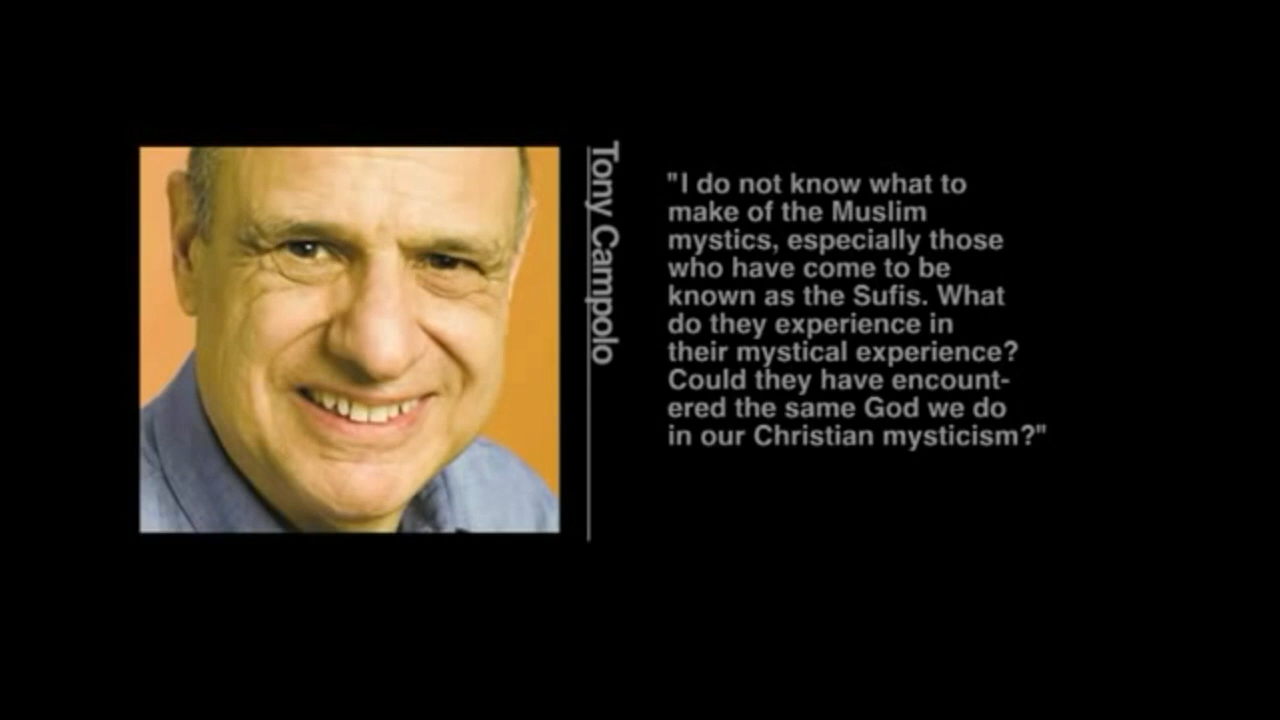 Tony Campolo
"I do not know what to
make of the Muslim
mystics, especially those
who have come to be
known as the Sufis. What
do they experience in
their mystical experience?
Could they have encount-
ered the same God we do
in our Christian mysticism?"